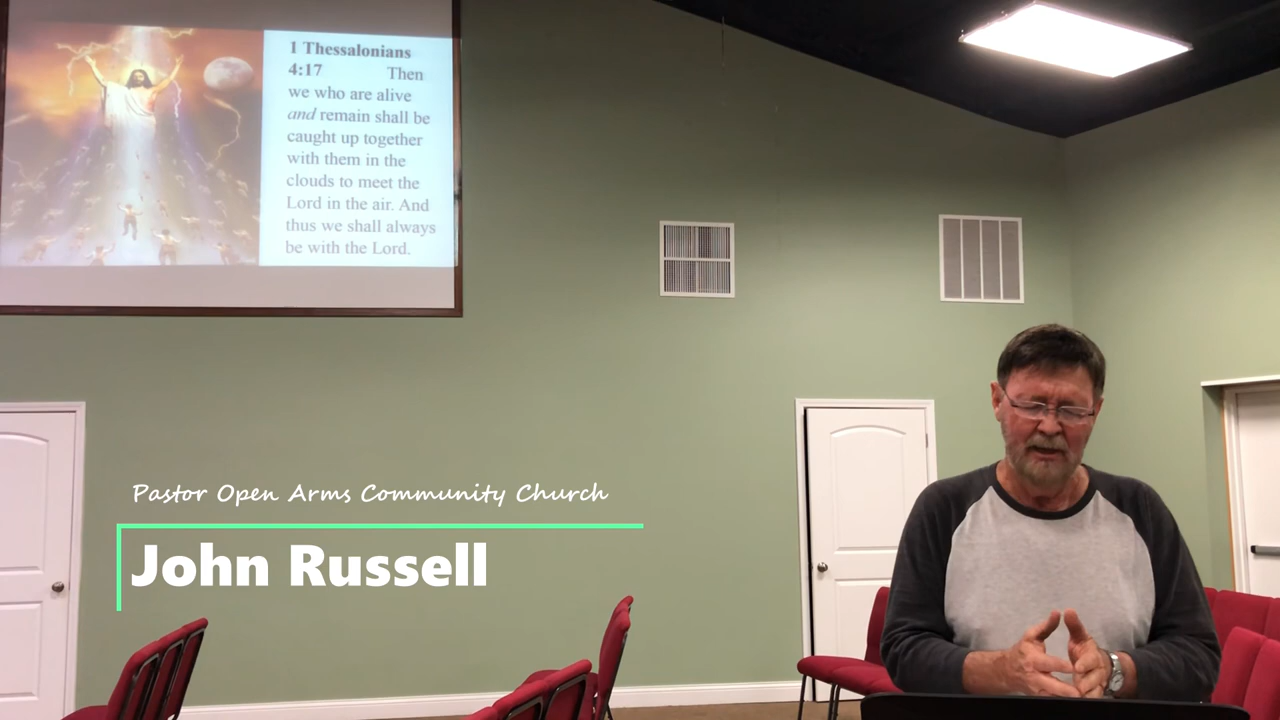 1 Thessalonians
4:17 Then
we who are alive
and remain shall be
caught up together
with them in the
clouds to meet the
Lord in the air. And
thus we shall always
be with the Lord.
Pastor Open Arms Community Church
John Russell